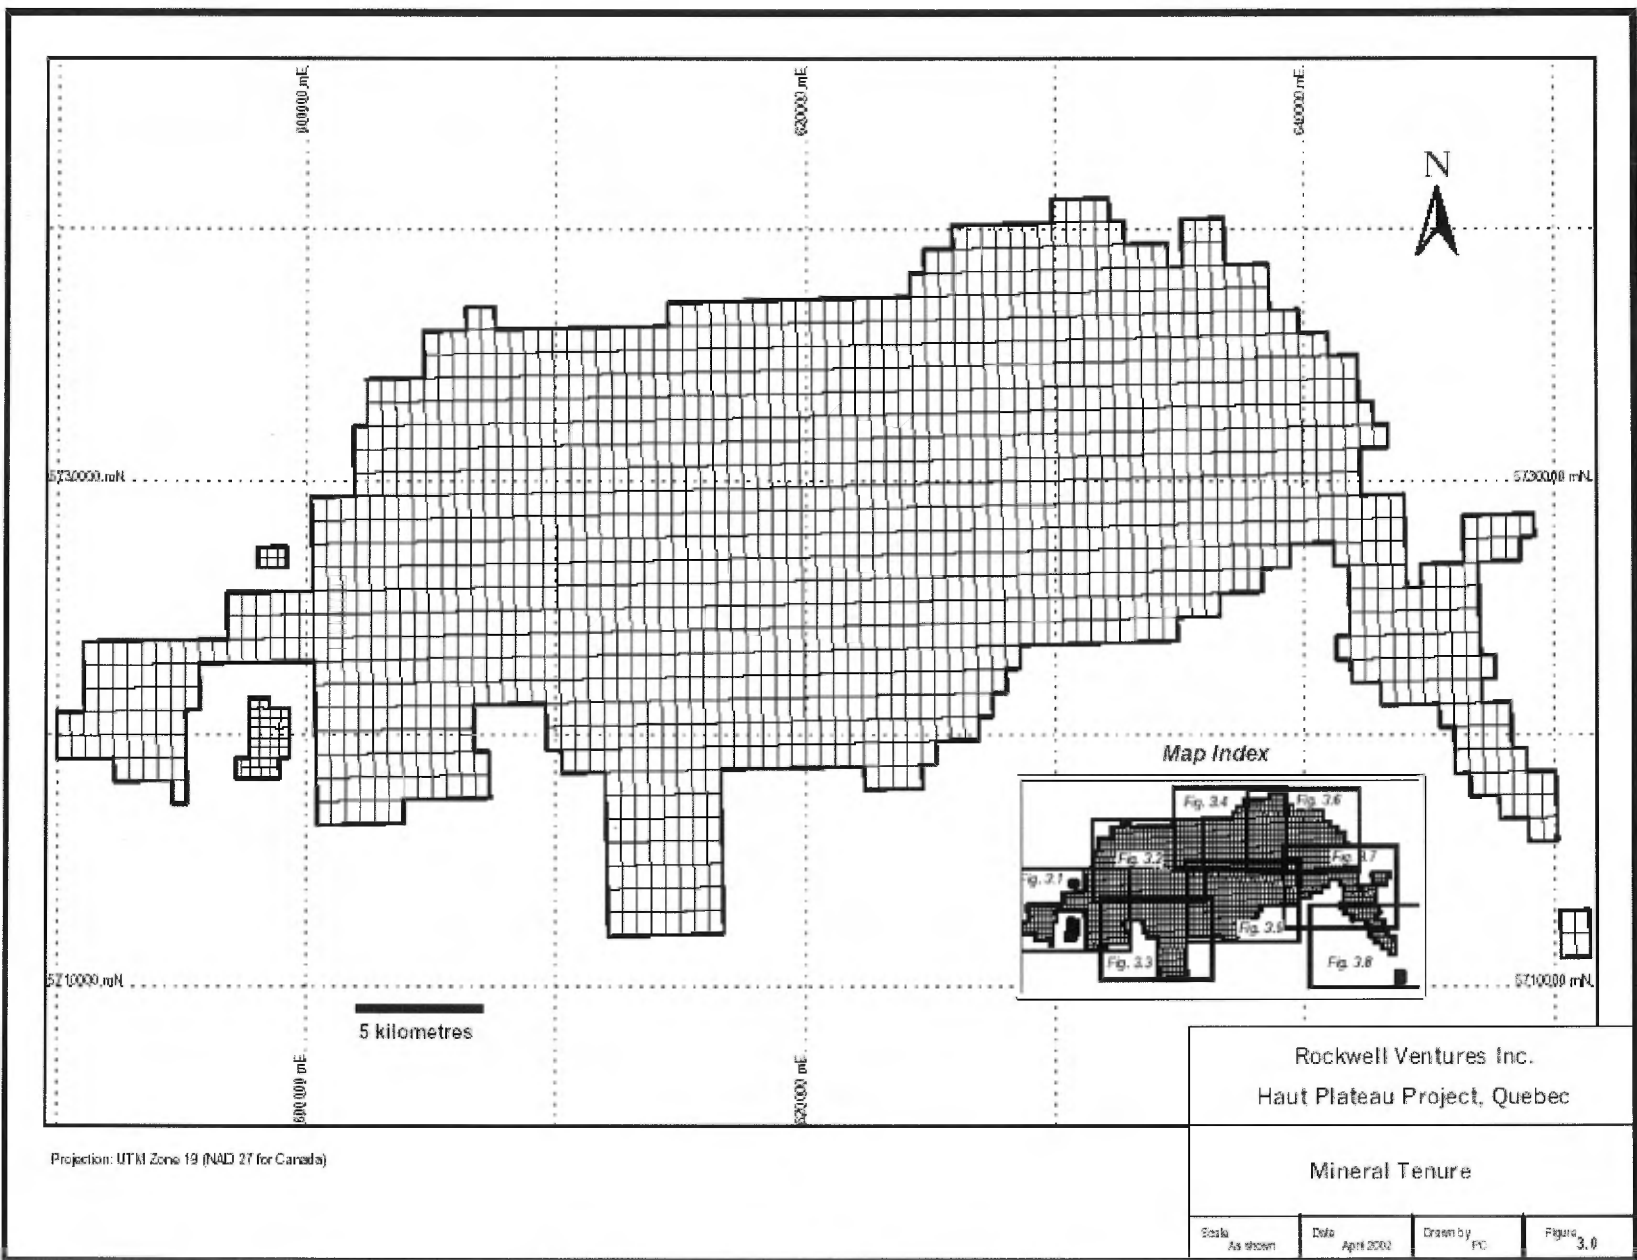 600000 mE
620000 mE
640000 mE
N
5730000 mN
5730000 mN
Map Index
Fig. 3.4
Fig. 3.6
Fig. 3.2
Fig. 3.7
Fig. 3.1
Fig. 3.9
Fig. 3.3
Fig. 3.8
5710000 mN
5710000 mN
5 kilometres
600000 mE
620000 mE
Rockwell Ventures Inc.
Haut Plateau Project, Quebec
Projection: UTM Zone 19 (NAD 27 for Canada)
Mineral Tenure
Scale
As shown
Date
April 2002
Drawn by
PC
Figure
3.0